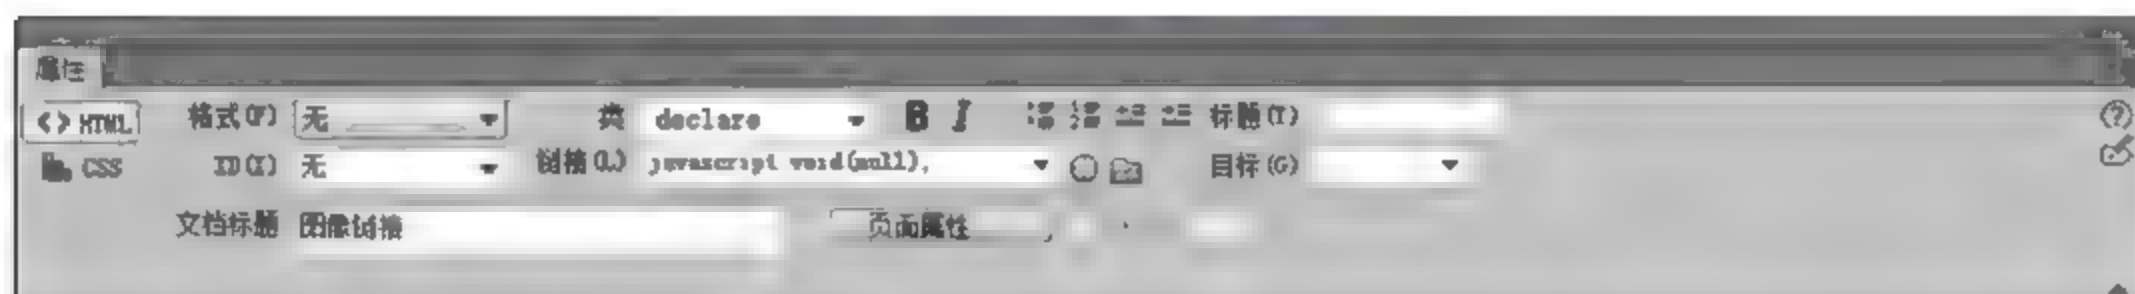 属性
<> HTML 格式(F) 无 类 declare B I 标题(T)
CSS ID(I) 无 链接(L) javascript void(null), 目标(G)
文档标题 图像链接 页面属性